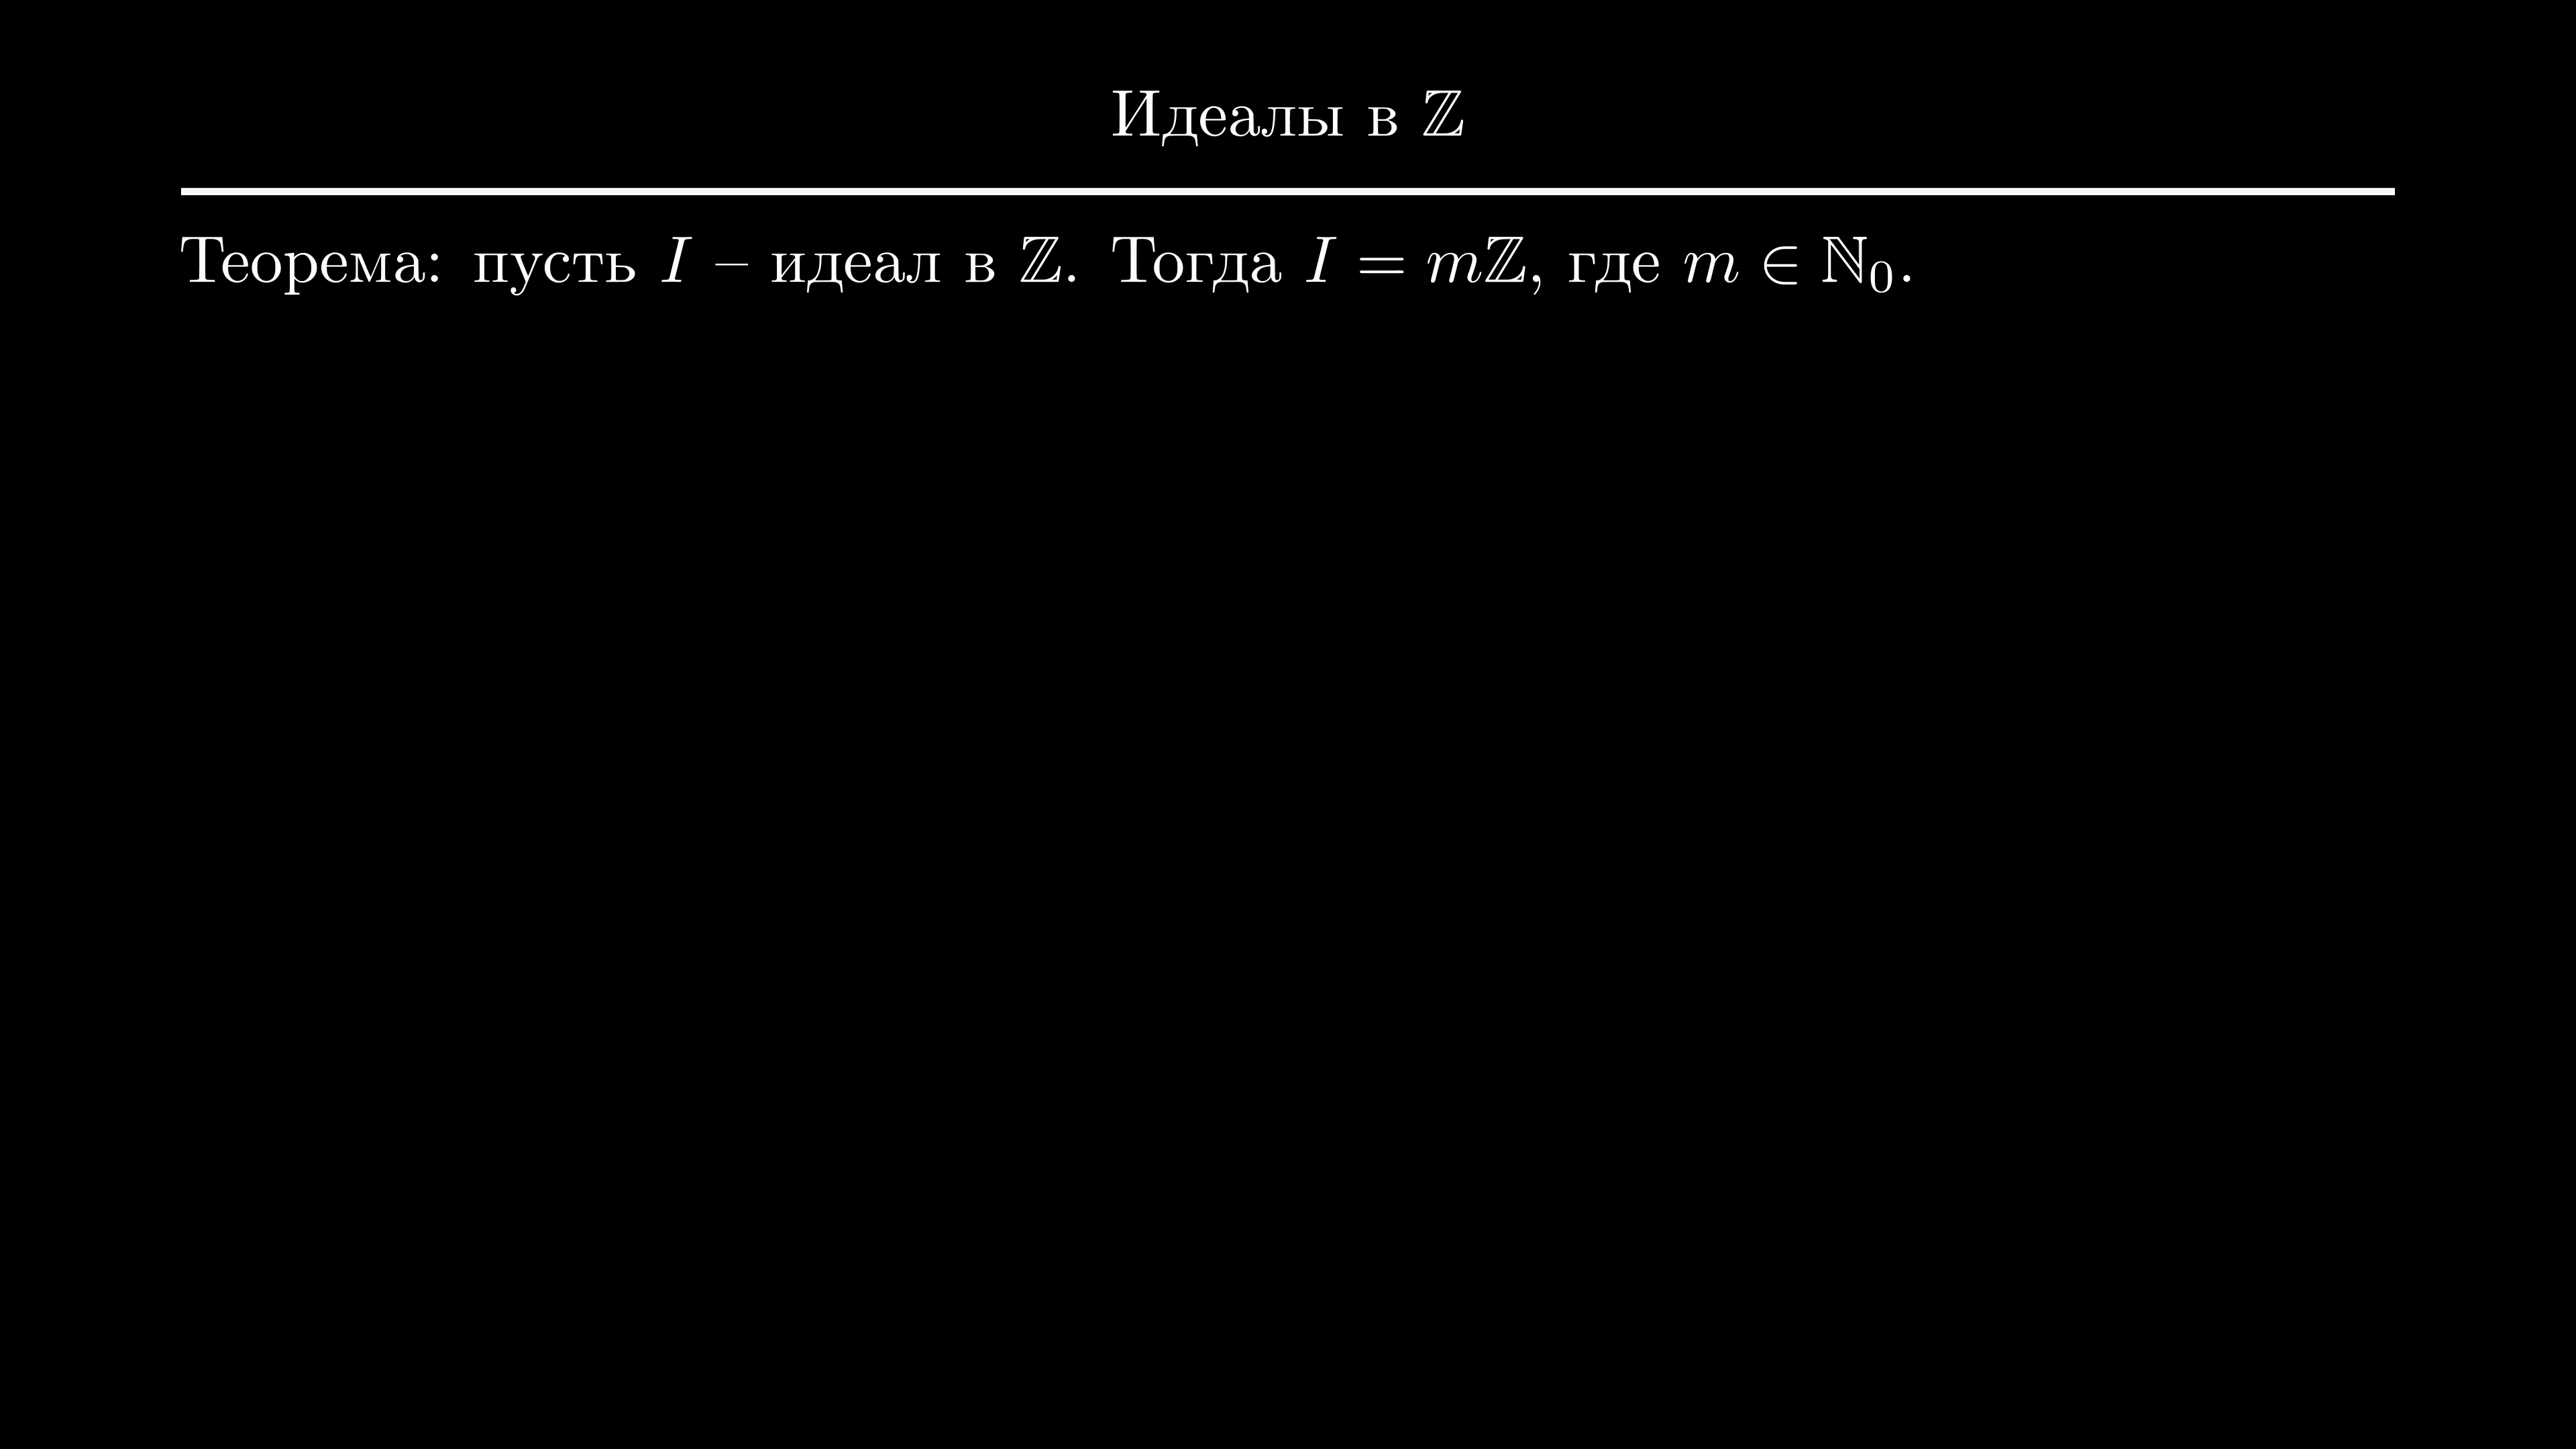 Идеалы в ℤ
Теорема: пусть I – идеал в ℤ. Тогда I = mℤ, где m ∈ ℕ₀.